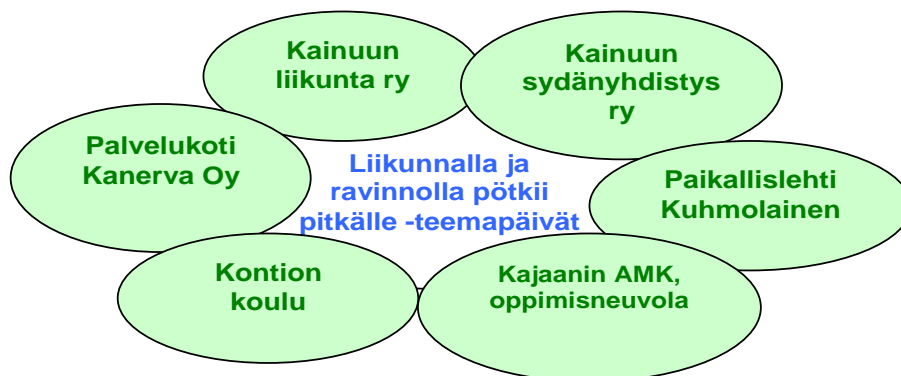 Kainuun
liikunta ry
Kainuun
sydänyhdistys
ry
Palvelukoti
Kanerva Oy
Liikunnalla ja
ravinnolla pötkii
pitkälle -teemapäivät
Paikallislehti
Kuhmolainen
Kontion
koulu
Kajaanin AMK,
oppimisneuvola